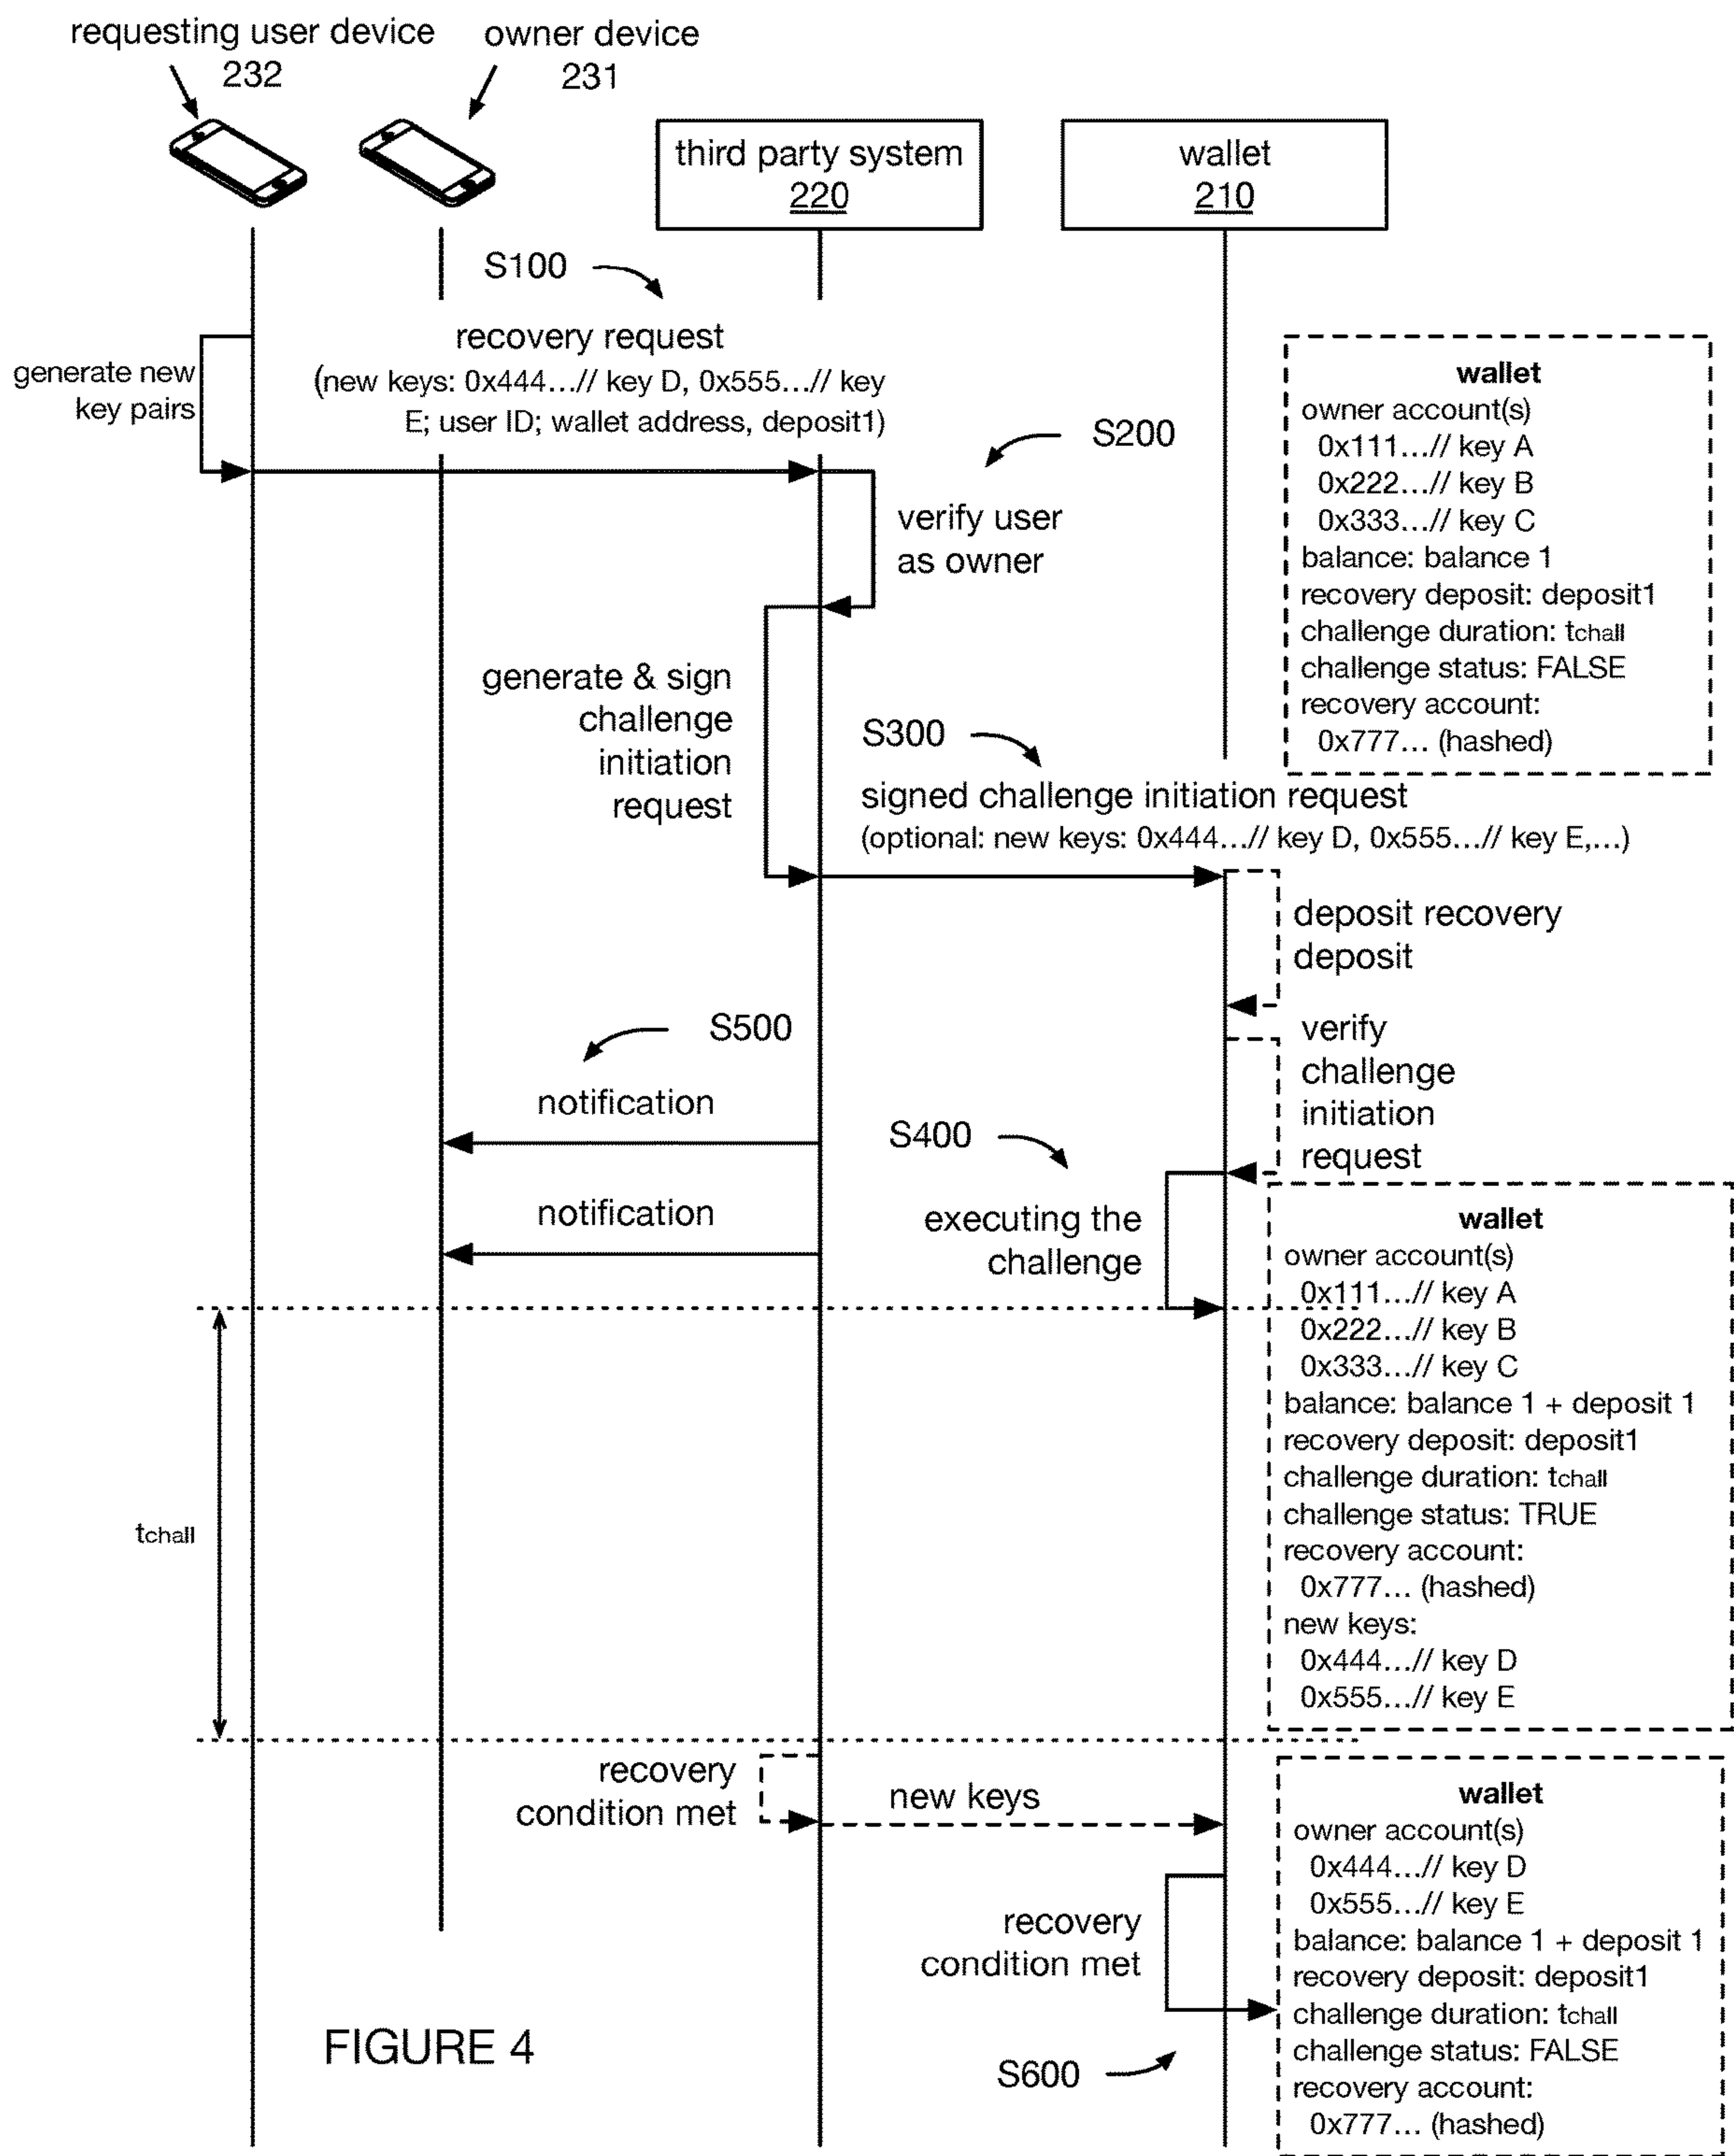 requesting user device
232
owner device
231
third party system
220
wallet
210
S100
recovery request
(new keys: 0x444...// key D, 0x555...// key
E; user ID; wallet address, deposit1)
generate new
key pairs
S200
verify user
as owner
wallet
owner account(s)
0x111...// key A
0x222...// key B
0x333...// key C
balance: balance 1
recovery deposit: deposit1
challenge duration: tchall
challenge status: FALSE
recovery account:
0x777... (hashed)
generate & sign
challenge
initiation
request
S300
signed challenge initiation request
(optional: new keys: 0x444...// key D, 0x555...// key E,...)
deposit recovery
deposit
S500
notification
verify
challenge
initiation
request
S400
notification
executing the
challenge
wallet
owner account(s)
0x111...// key A
0x222...// key B
0x333...// key C
balance: balance 1 + deposit 1
recovery deposit: deposit1
challenge duration: tchall
challenge status: TRUE
recovery account:
0x777... (hashed)
new keys:
0x444...// key D
0x555...// key E
tchall
recovery
condition met
new keys
recovery
condition met
wallet
owner account(s)
0x444...// key D
0x555...// key E
balance: balance 1 + deposit 1
recovery deposit: deposit1
challenge duration: tchall
challenge status: FALSE
recovery account:
0x777... (hashed)
S600
FIGURE 4